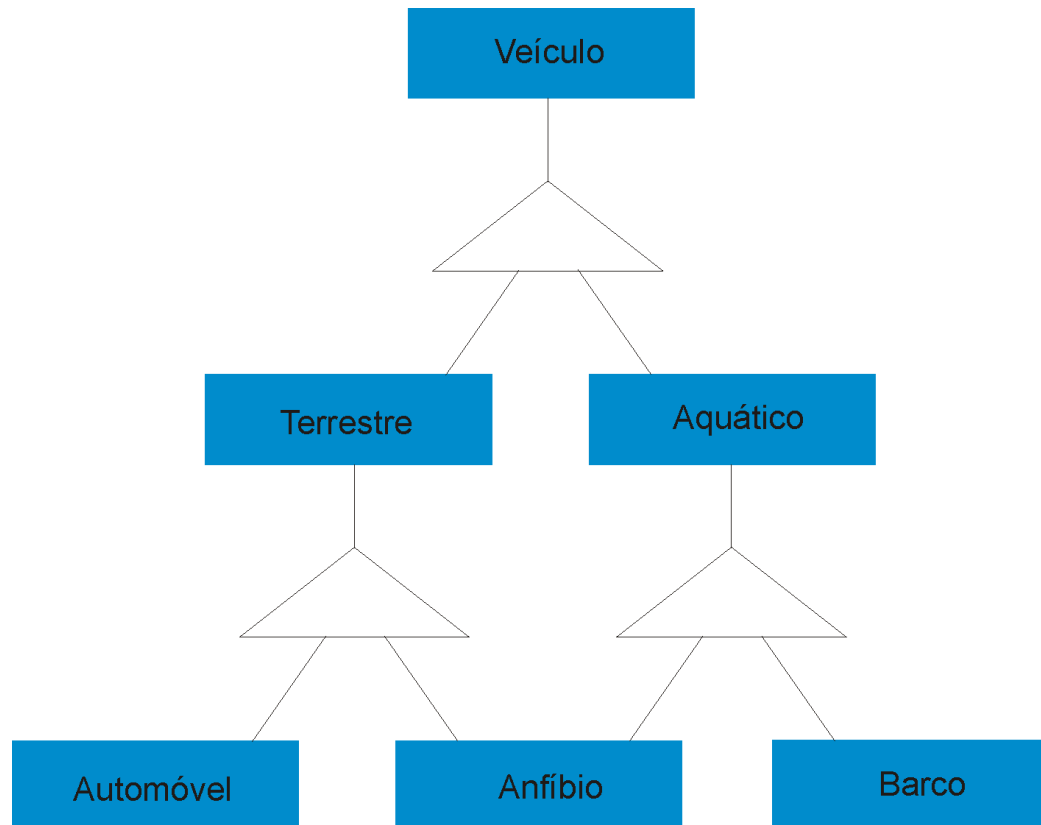 Veículo
Terrestre
Aquático
Automóvel
Anfíbio
Barco